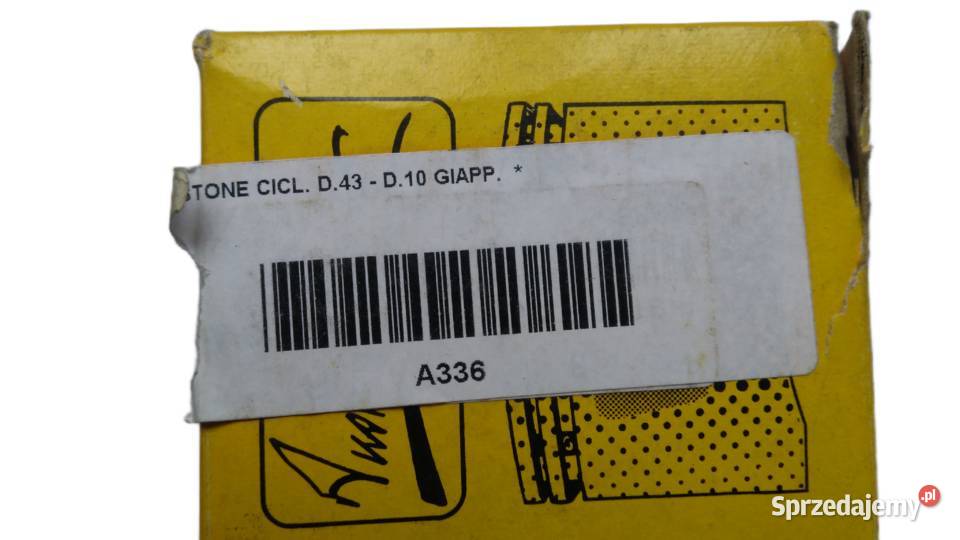 STONE CICL. D.43 - D.10 GIAPP. *
A336
Sprzedajemy.pl